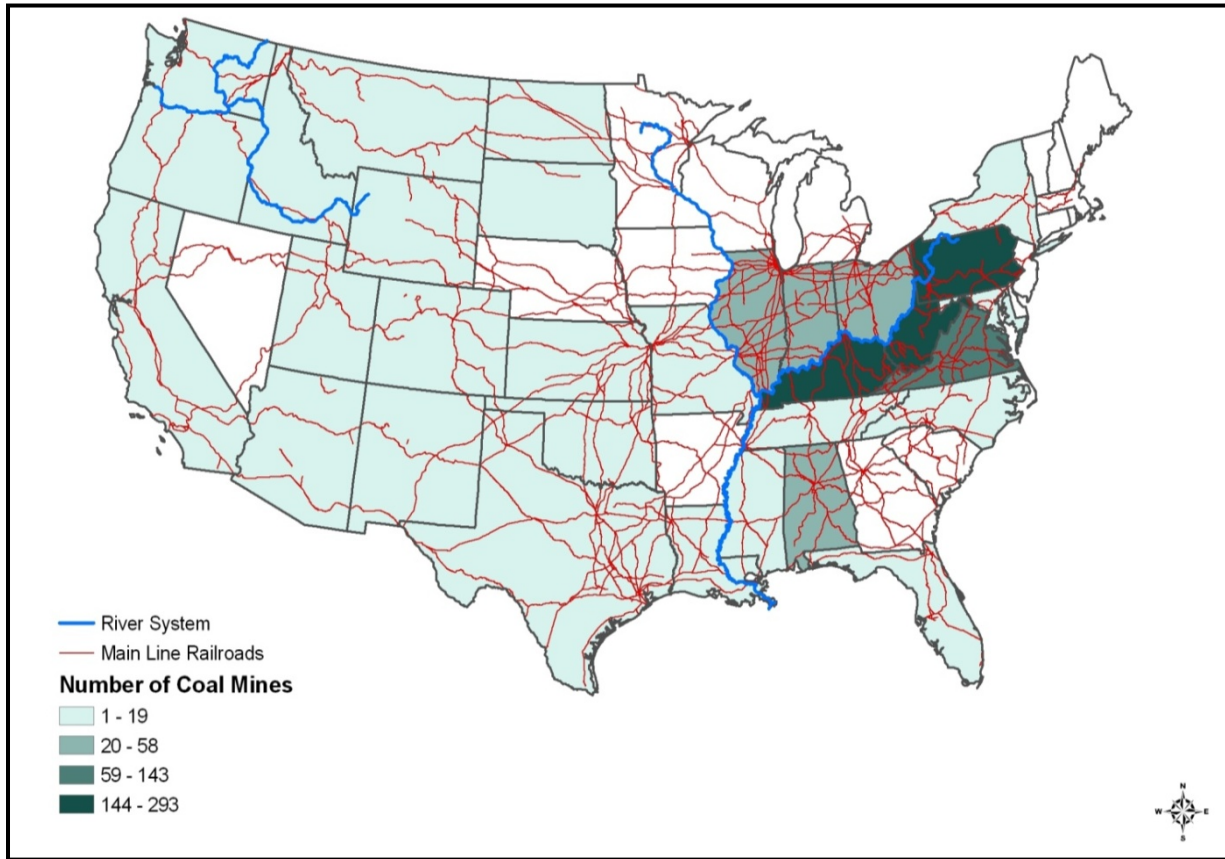 River System
Main Line Railroads
Number of Coal Mines
1 - 19
20 - 58
59 - 143
144 - 293
N
W E
S